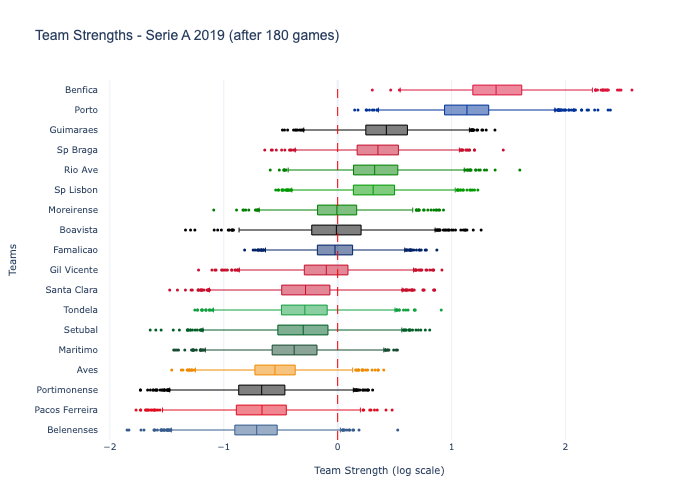 Team Strengths - Serie A 2019 (after 180 games)
Benfica
Porto
Guimaraes
Sp Braga
Rio Ave
Sp Lisbon
Moreirense
Boavista
Famalicao
Gil Vicente
Santa Clara
Tondela
Setubal
Maritimo
Aves
Portimonense
Pacos Ferreira
Belenenses
Teams
−2 −1 0 1 2
Team Strength (log scale)